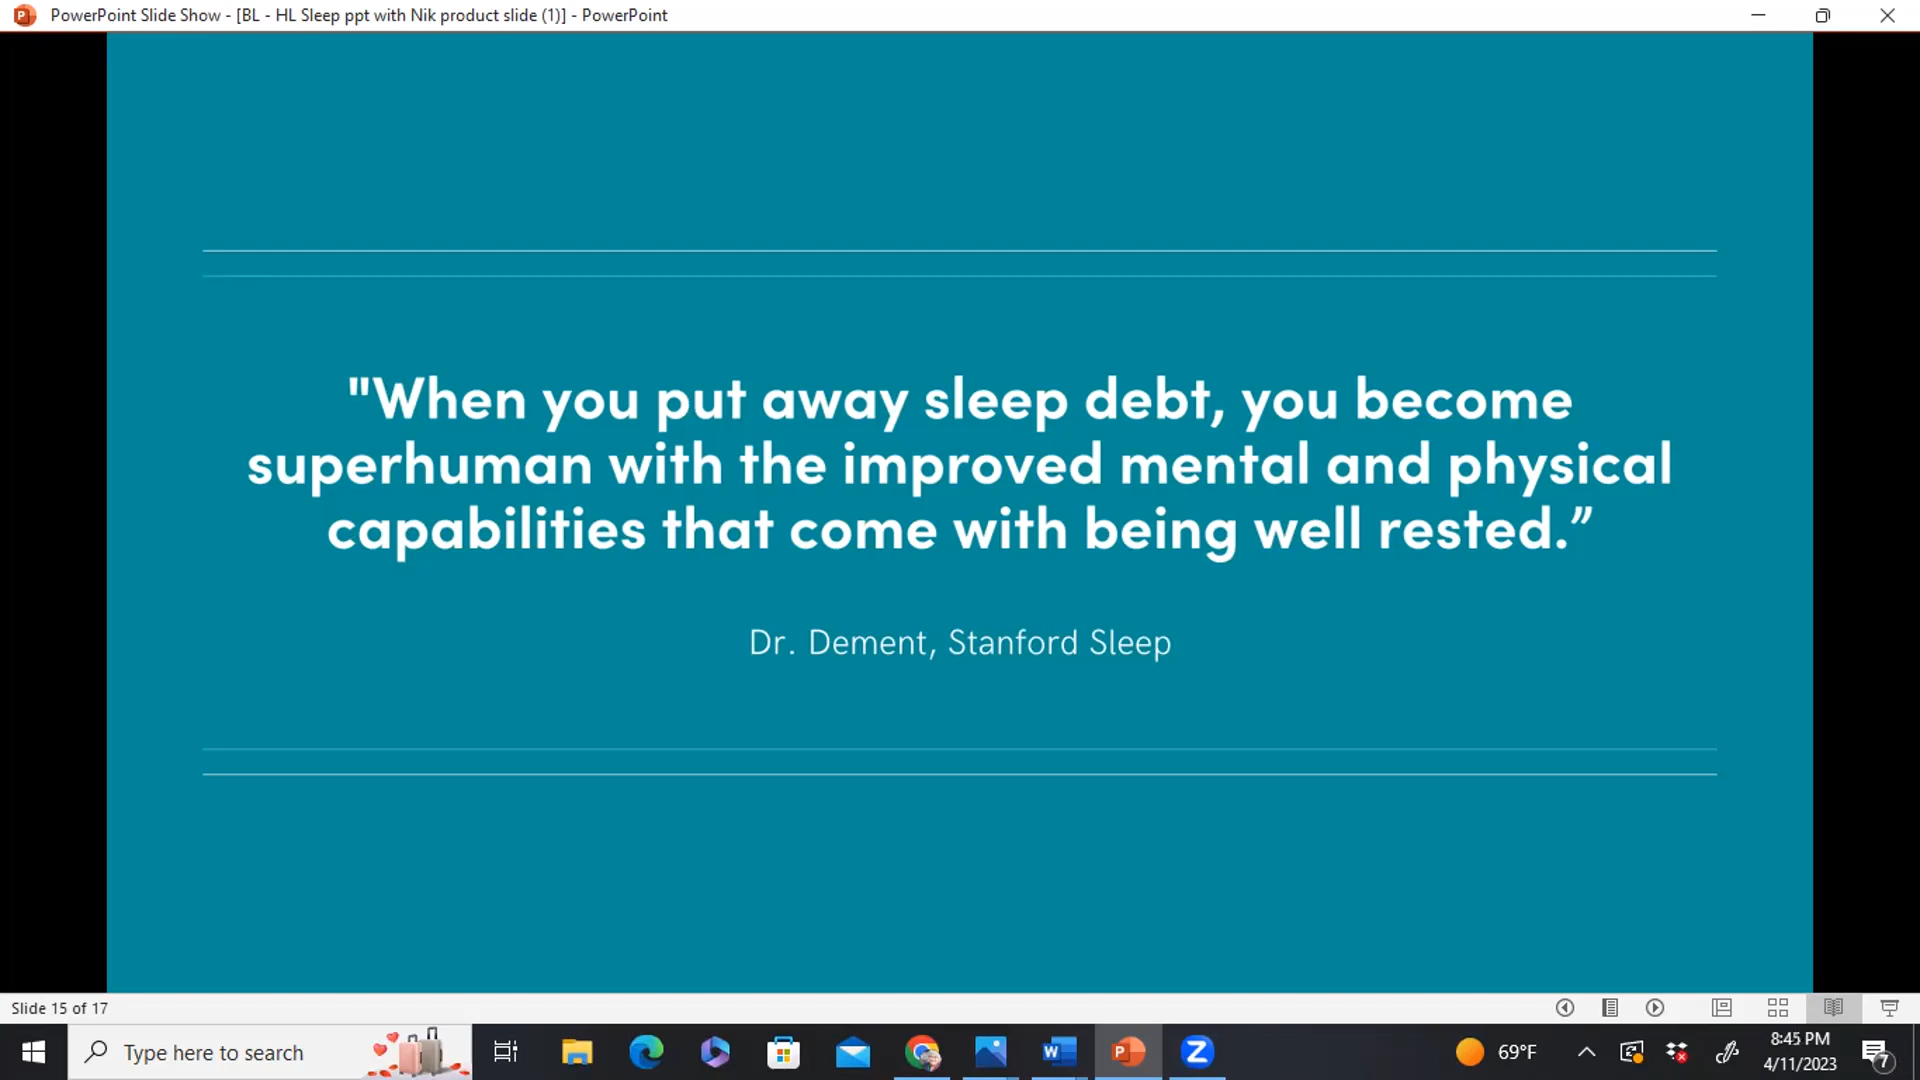 PowerPoint Slide Show - [BL - HL Sleep ppt with Nik product slide (1)] - PowerPoint
"When you put away sleep debt, you become
superhuman with the improved mental and physical
capabilities that come with being well rested.”
Dr. Dement, Stanford Sleep
Slide 15 of 17
Type here to search
69°F
8:45 PM
4/11/2023
7